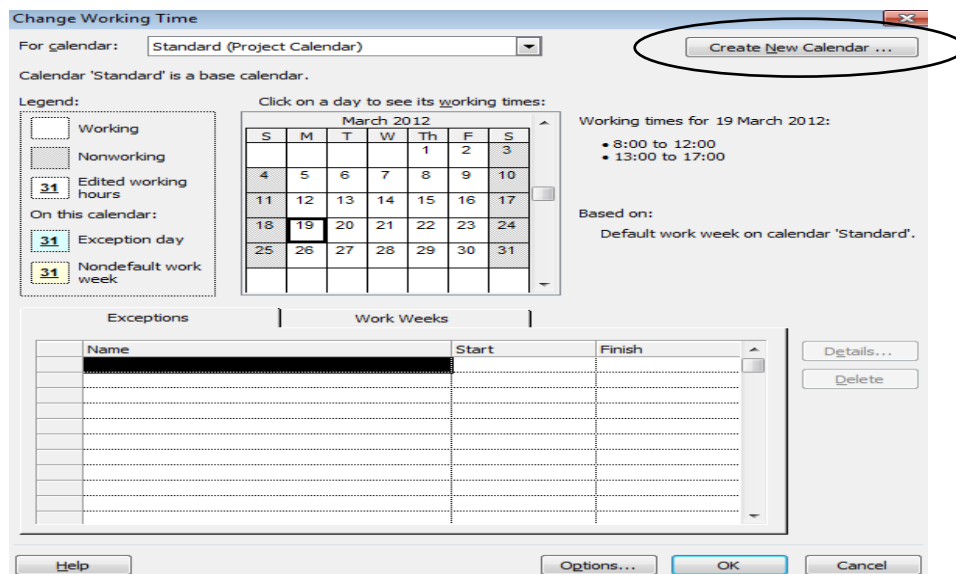 Change Working Time
For calendar: Standard (Project Calendar) Create New Calendar ...
Calendar 'Standard' is a base calendar.
Legend:
Working
Nonworking
31 Edited working
hours
On this calendar:
31 Exception day
31 Nondefault work
week
Click on a day to see its working times:
March 2012
S M T W Th F S
1 2 3
4 5 6 7 8 9 10
11 12 13 14 15 16 17
18 19 20 21 22 23 24
25 26 27 28 29 30 31
Working times for 19 March 2012:
• 8:00 to 12:00
• 13:00 to 17:00
Based on:
Default work week on calendar 'Standard'.
Exceptions Work Weeks
Name Start Finish
Details...
Delete
Help Options... OK Cancel